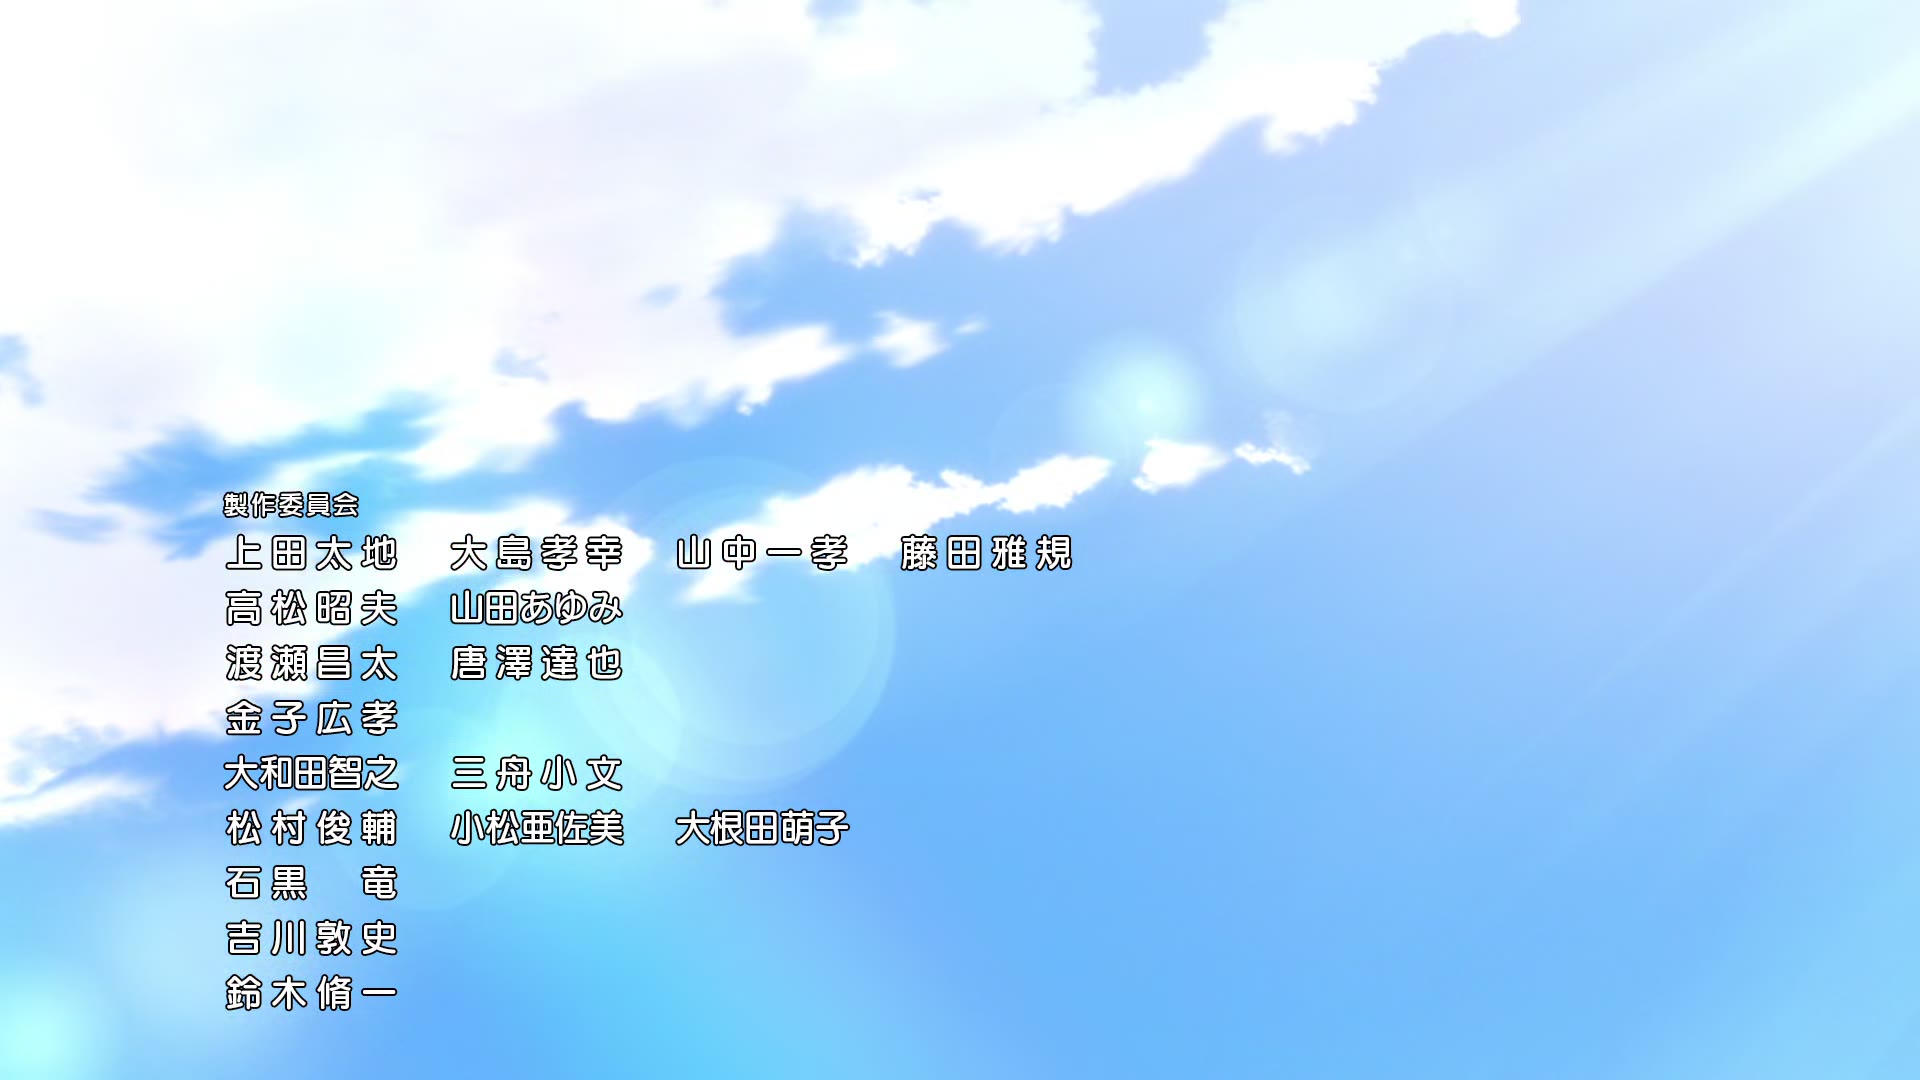 製作委員会
上田太地 大島孝幸 山中一孝 藤田雅規
高松昭夫 山田あゆみ
渡瀬昌太 唐澤達也
金子広孝
大和田智之 三舟小文
松村俊輔 小松亜佐美 大根田萌子
石黒 竜
吉川敦史
鈴木脩一